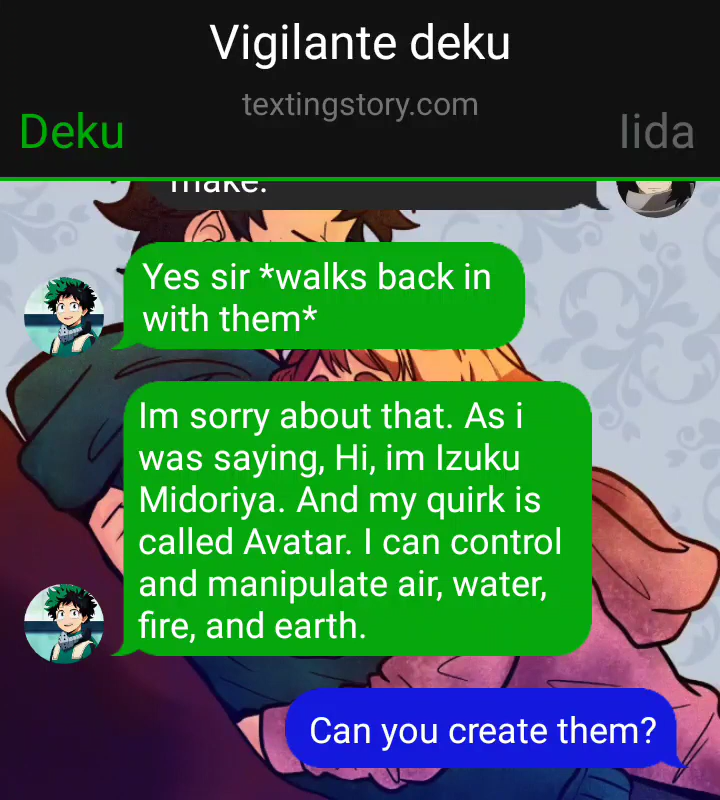 Vigilante deku
textingstory.com
Deku
Iida
make.
Yes sir *walks back in
with them*
Im sorry about that. As i
was saying, Hi, im Izuku
Midoriya. And my quirk is
called Avatar. I can control
and manipulate air, water,
fire, and earth.
Can you create them?